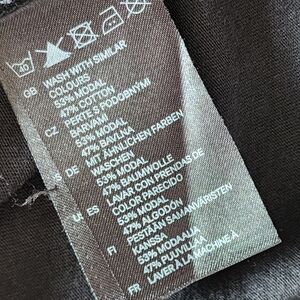 GB WASH WITH SIMILAR
COLOURS
53% MODAL
47% COTTON
CZ PERTE S PODOBNÝMI
BARVAMI
53% MODAL
47% BAVLNA
DE MIT ÄHNLICHEN FARBEN
WASCHEN
53% MODAL
47% BAUMWOLLE
ES LAVAR CON PRENDAS DE
COLOR PARECIDO
53% MODAL
47% ALGODÓN
FI PESTÄÄN SAMANVÄRISTEN
KANSSA
53% MODAALIA
47% PUUVILLAA
FR LAVER À LA MACHINE À